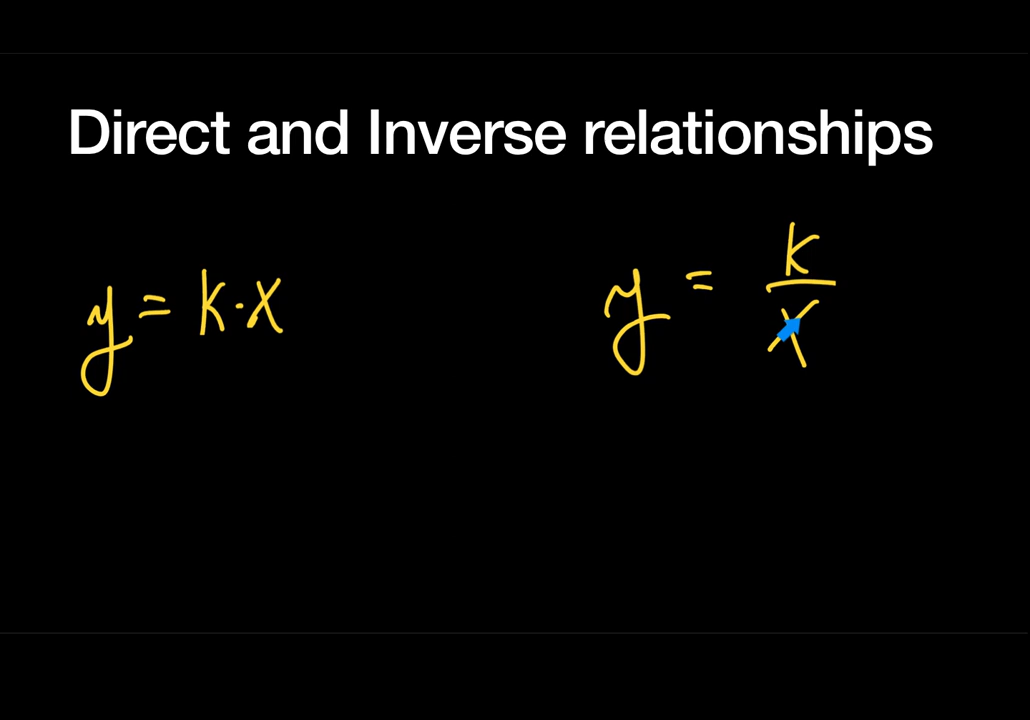 Direct and Inverse relationships
y = k·x
y = k/x